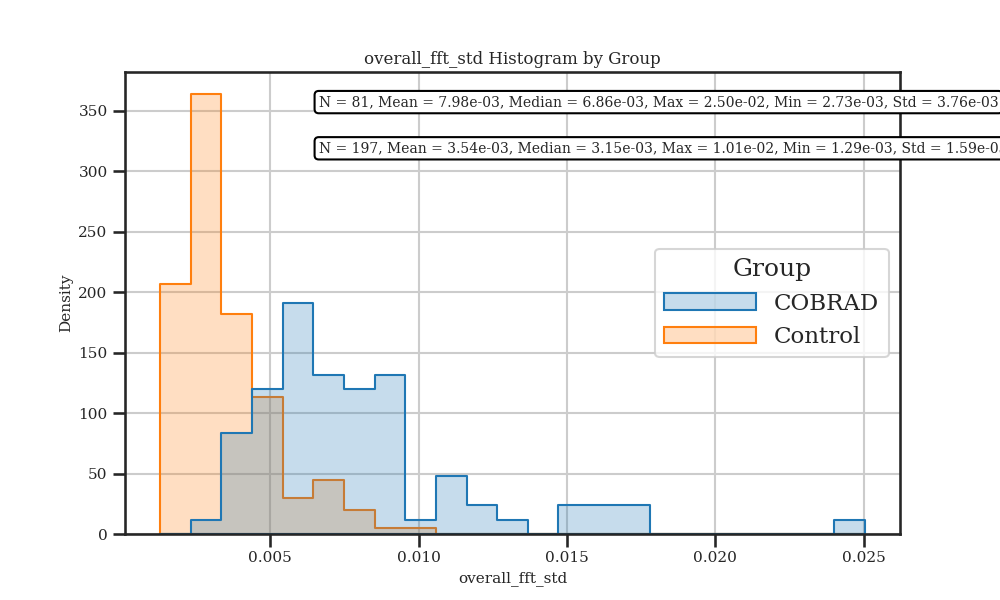 overall_fft_std Histogram by Group
N = 81, Mean = 7.98e-03, Median = 6.86e-03, Max = 2.50e-02, Min = 2.73e-03, Std = 3.76e-03
N = 197, Mean = 3.54e-03, Median = 3.15e-03, Max = 1.01e-02, Min = 1.29e-03, Std = 1.59e-0
350
300
250
200
150
100
50
0
Density
Group
COBRAD
Control
0.005 0.010 0.015 0.020 0.025
overall_fft_std